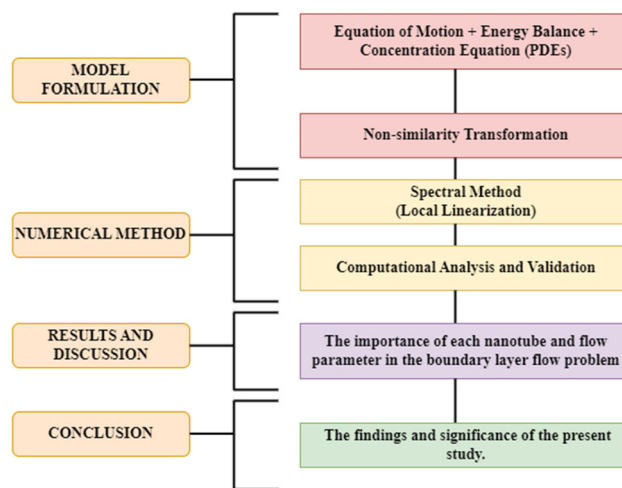 MODEL
FORMULATION
Equation of Motion + Energy Balance +
Concentration Equation (PDEs)
Non-similarity Transformation
NUMERICAL METHOD
Spectral Method
(Local Linearization)
Computational Analysis and Validation
RESULTS AND
DISCUSSION
The importance of each nanotube and flow
parameter in the boundary layer flow problem
CONCLUSION
The findings and significance of the present
study.